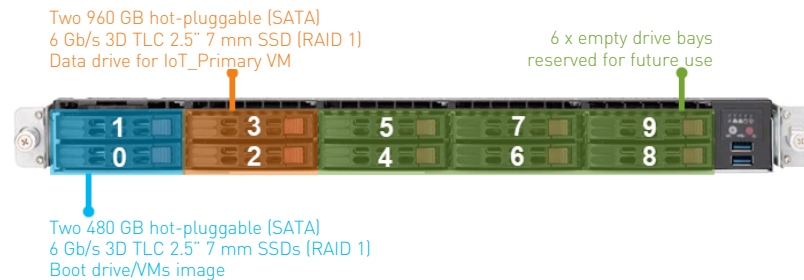 Two 960 GB hot-pluggable (SATA)
6 Gb/s 3D TLC 2.5” 7 mm SSD (RAID 1)
Data drive for IoT_Primary VM
6 x empty drive bays
reserved for future use
1 3 5 7 9
0 2 4 6 8
Two 480 GB hot-pluggable (SATA)
6 Gb/s 3D TLC 2.5” 7 mm SSDs (RAID 1)
Boot drive/VMs image